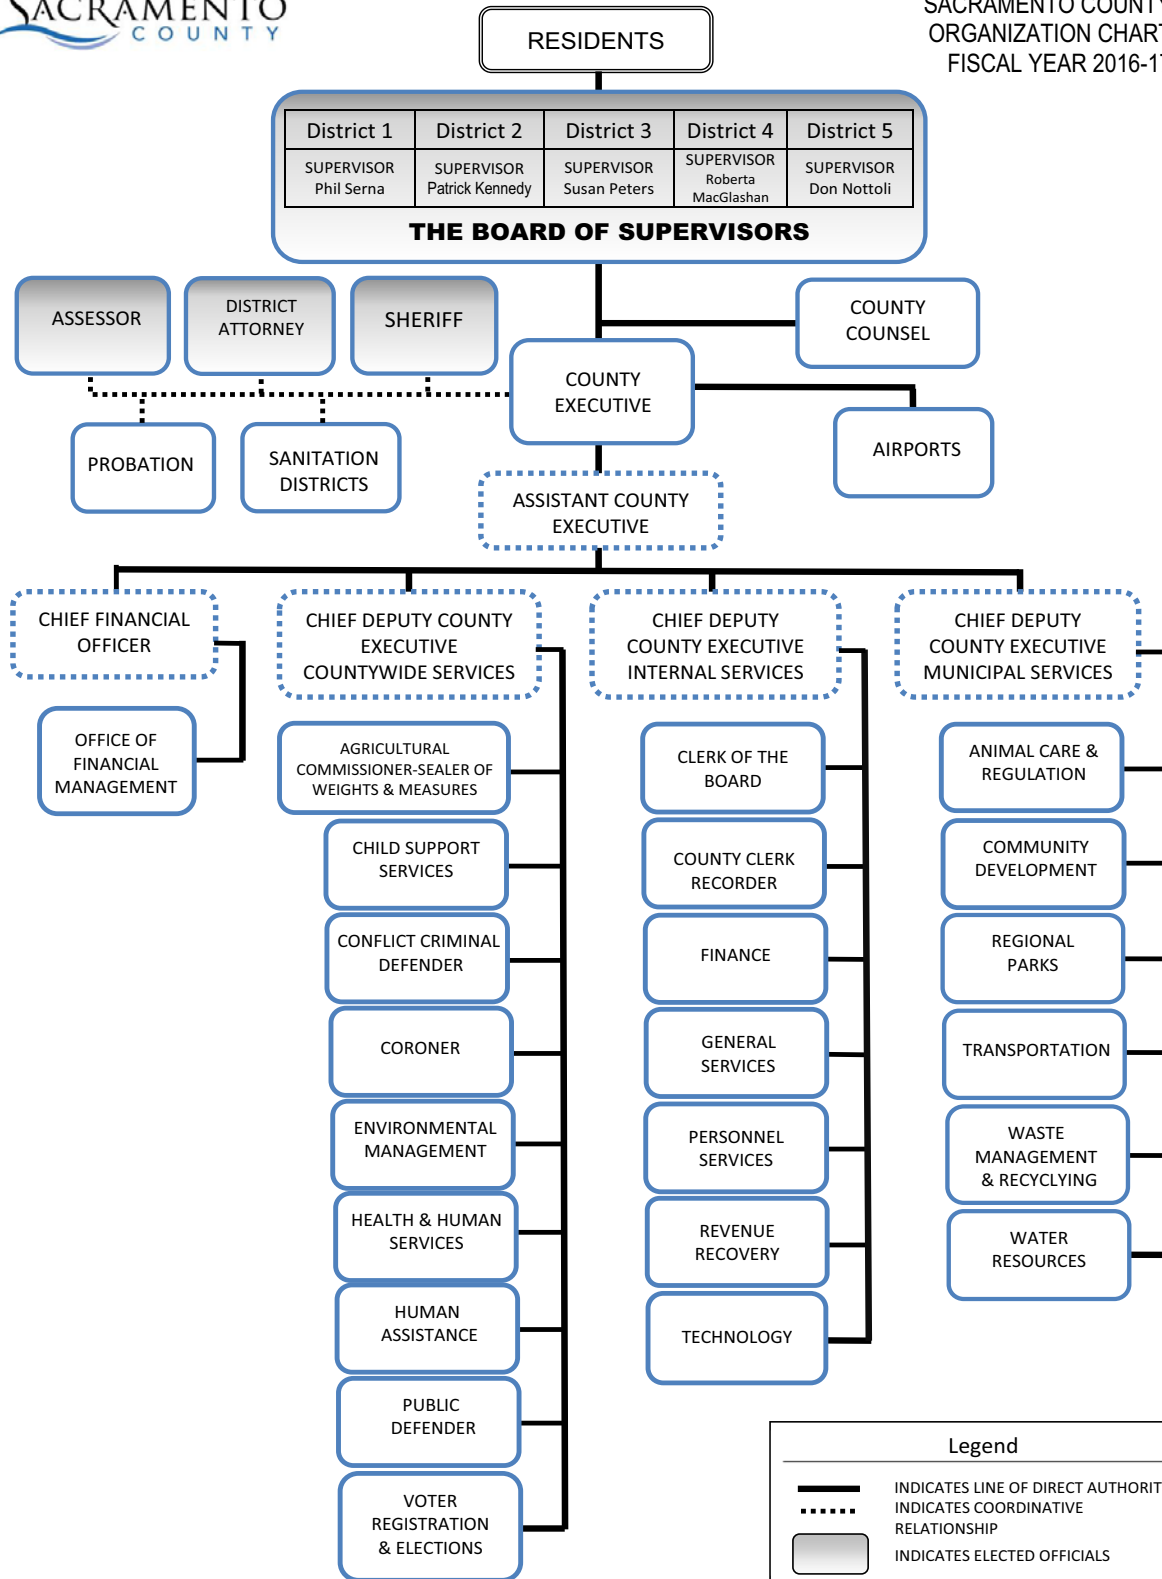 SACRAMENTO
COUNTY
SACRAMENTO COUNTY
ORGANIZATION CHART
FISCAL YEAR 2016-17
RESIDENTS
District 1
District 2
District 3
District 4
District 5
SUPERVISOR
Phil Serna
SUPERVISOR
Patrick Kennedy
SUPERVISOR
Susan Peters
SUPERVISOR
Roberta
MacGlashan
SUPERVISOR
Don Nottoli
THE BOARD OF SUPERVISORS
ASSESSOR
DISTRICT
ATTORNEY
SHERIFF
COUNTY
COUNSEL
COUNTY
EXECUTIVE
PROBATION
SANITATION
DISTRICTS
AIRPORTS
ASSISTANT COUNTY
EXECUTIVE
CHIEF FINANCIAL
OFFICER
CHIEF DEPUTY COUNTY
EXECUTIVE
COUNTYWIDE SERVICES
CHIEF DEPUTY
COUNTY EXECUTIVE
INTERNAL SERVICES
CHIEF DEPUTY
COUNTY EXECUTIVE
MUNICIPAL SERVICES
OFFICE OF
FINANCIAL
MANAGEMENT
AGRICULTURAL
COMMISSIONER-SEALER OF
WEIGHTS & MEASURES
CHILD SUPPORT
SERVICES
CONFLICT CRIMINAL
DEFENDER
CORONER
ENVIRONMENTAL
MANAGEMENT
HEALTH & HUMAN
SERVICES
HUMAN
ASSISTANCE
PUBLIC
DEFENDER
VOTER
REGISTRATION
& ELECTIONS
CLERK OF THE
BOARD
COUNTY CLERK
RECORDER
FINANCE
GENERAL
SERVICES
PERSONNEL
SERVICES
REVENUE
RECOVERY
TECHNOLOGY
ANIMAL CARE &
REGULATION
COMMUNITY
DEVELOPMENT
REGIONAL
PARKS
TRANSPORTATION
WASTE
MANAGEMENT
& RECYCLYING
WATER
RESOURCES
Legend
INDICATES LINE OF DIRECT AUTHORIT
INDICATES COORDINATIVE
RELATIONSHIP
INDICATES ELECTED OFFICIALS